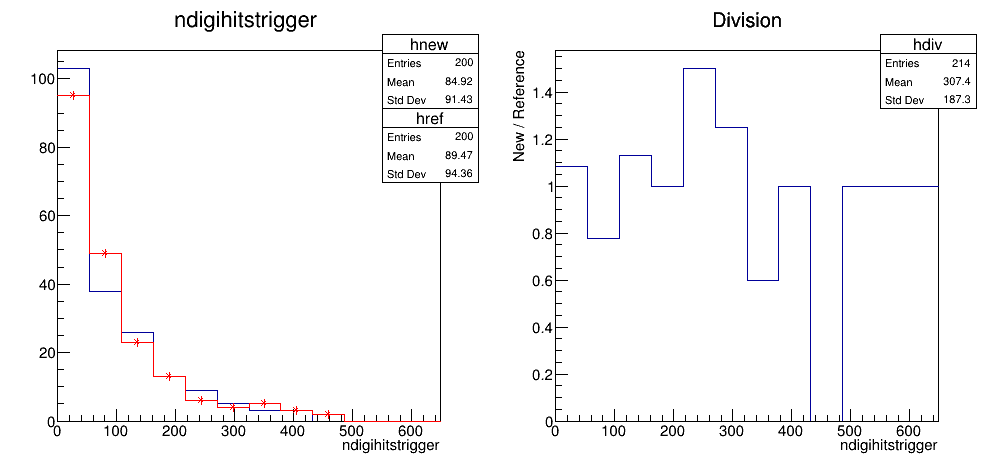 ndigihitstrigger
hnew
Entries 200
Mean 84.92
Std Dev 91.43
href
Entries 200
Mean 89.47
Std Dev 94.36
100
80
60
40
20
0
0 100 200 300 400 500 600
ndigihitstrigger
Division
hdiv
Entries 214
Mean 307.4
Std Dev 187.3
New / Reference
1.4
1.2
1
0.8
0.6
0.4
0.2
0
0 100 200 300 400 500 600
ndigihitstrigger